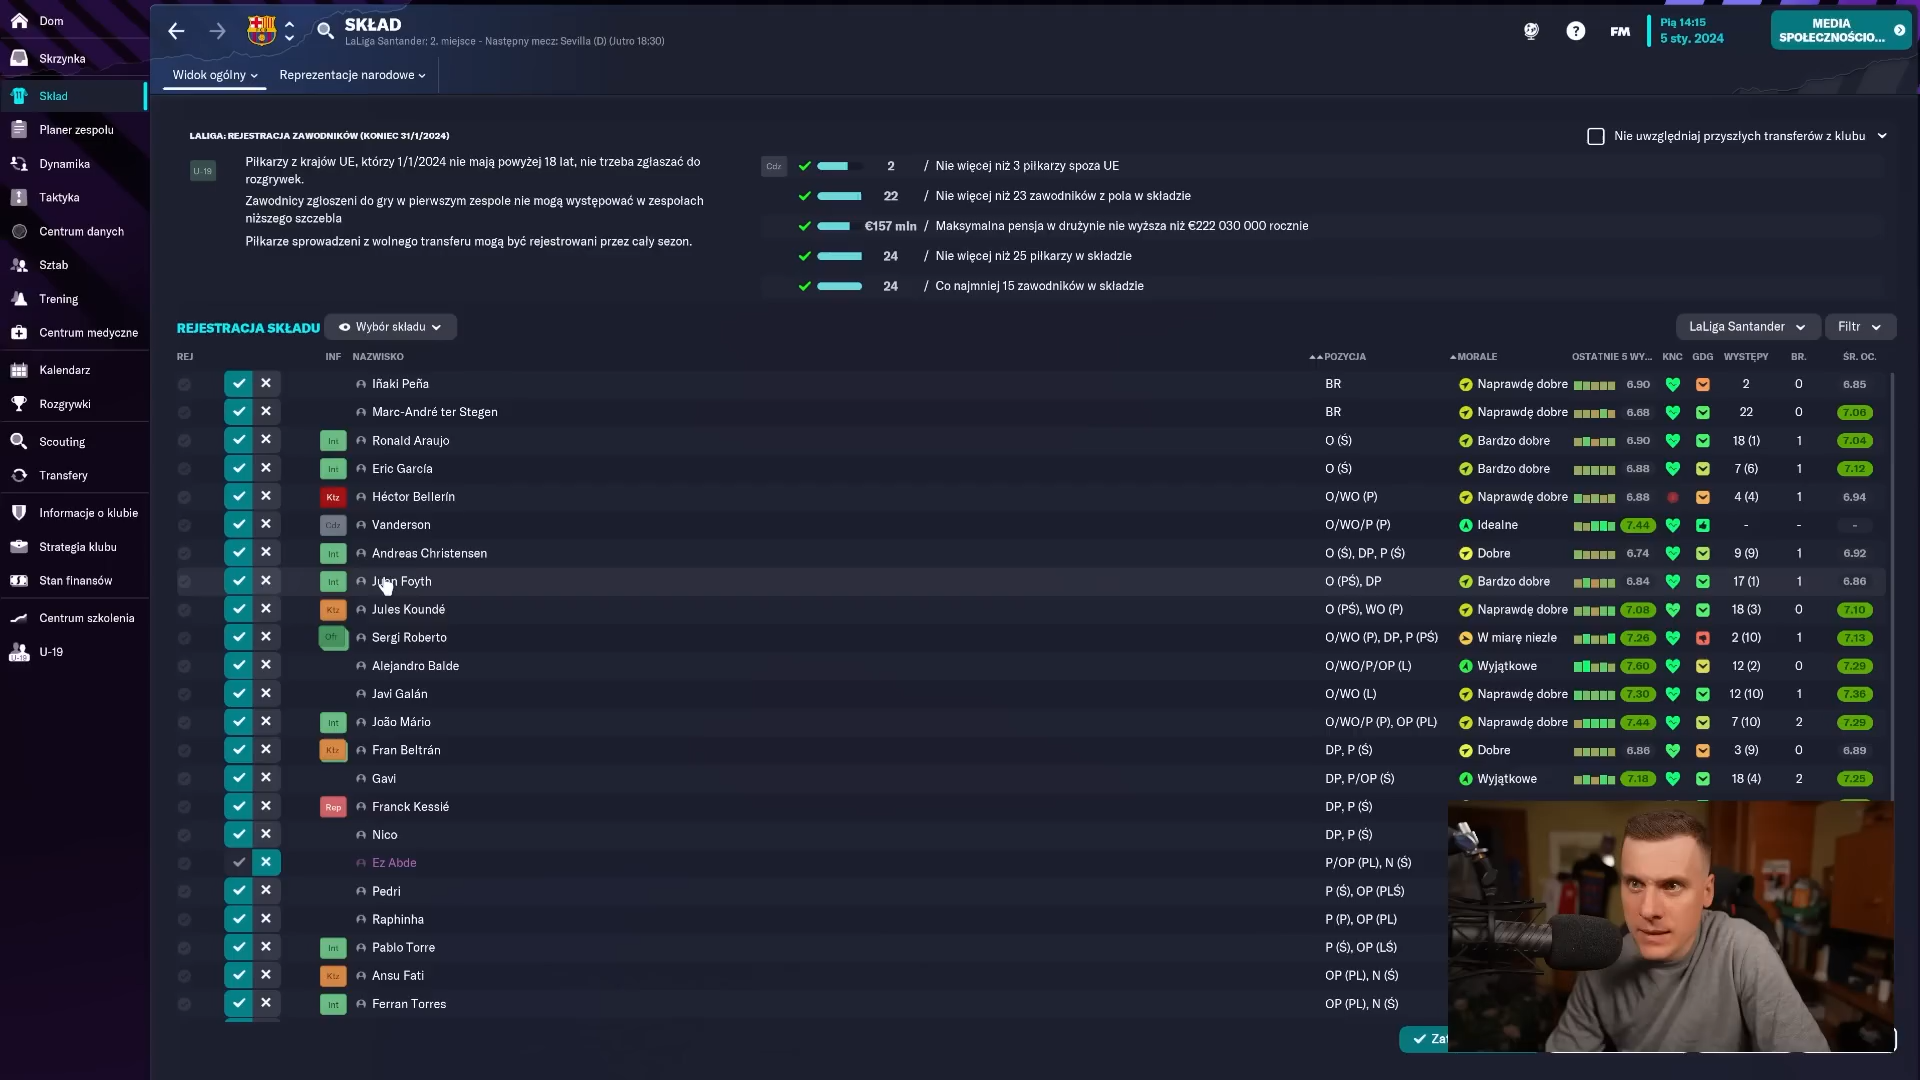 Dom
Skrzynka
Skład
Planer zespołu
Dynamika
Taktyka
Centrum danych
Sztab
Trening
Centrum medyczne
Kalendarz
Rozgrywki
Scouting
Transfery
Informacje o klubie
Strategia klubu
Stan finansów
Centrum szkolenia
U-19
SKŁAD
LaLiga Santander: 2. miejsce - Następny mecz: Sevilla (D) (Jutro 18:30)
FM
Pią 14:15
5 sty. 2024
MEDIA
SPOŁECZNOŚCIO...
Widok ogólny
Reprezentacje narodowe
LALIGA: REJESTRACJA ZAWODNIKÓW (KONIEC 31/1/2024)
Nie uwzględniaj przyszłych transferów z klubu
U-19
Piłkarzy z krajów UE, którzy 1/1/2024 nie mają powyżej 18 lat, nie trzeba zgłaszać do
rozgrywek.
Zawodnicy zgłoszeni do gry w pierwszym zespole nie mogą występować w zespołach
niższego szczebla
Piłkarze sprowadzeni z wolnego transferu mogą być rejestrowani przez cały sezon.
Cdz 2 / Nie więcej niż 3 piłkarzy spoza UE
22 / Nie więcej niż 23 zawodników z pola w składzie
€157 mln / Maksymalna pensja w drużynie nie wyższa niż €222 030 000 rocznie
24 / Nie więcej niż 25 piłkarzy w składzie
24 / Co najmniej 15 zawodników w składzie
REJESTRACJA SKŁADU Wybór składu LaLiga Santander Filtr
REJ INF NAZWISKO POZYCJA MORALE OSTATNIE 5 WY... KNC GDG WYSTĘPY BR. ŚR. OC.
Iñaki Peña BR Naprawdę dobre 6.90 2 0 6.85
Marc-André ter Stegen BR Naprawdę dobre 6.68 22 0 7.06
Int Ronald Araujo O (Ś) Bardzo dobre 6.90 18 (1) 1 7.04
Int Eric García O (Ś) Bardzo dobre 6.88 7 (6) 1 7.12
Ktz Héctor Bellerín O/WO (P) Naprawdę dobre 6.88 4 (4) 1 6.94
Cdz Vanderson O/WO/P (P) Idealne 7.44 - - -
Int Andreas Christensen O (Ś), DP, P (Ś) Dobre 6.74 9 (9) 1 6.92
Int Juan Foyth O (PŚ), DP Bardzo dobre 6.84 17 (1) 1 6.86
Ktz Jules Koundé O (PŚ), WO (P) Naprawdę dobre 7.08 18 (3) 0 7.10
Ofr Sergi Roberto O/WO (P), DP, P (PŚ) W miarę niezłe 7.26 2 (10) 1 7.13
Alejandro Balde O/WO/P/OP (L) Wyjątkowe 7.60 12 (2) 0 7.29
Javi Galán O/WO (L) Naprawdę dobre 7.30 12 (10) 1 7.36
Int João Mário O/WO/P (P), OP (PL) Naprawdę dobre 7.44 7 (10) 2 7.29
Ktz Fran Beltrán DP, P (Ś) Dobre 6.86 3 (9) 0 6.89
Gavi DP, P/OP (Ś) Wyjątkowe 7.18 18 (4) 2 7.25
Rep Franck Kessié DP, P (Ś)
Nico DP, P (Ś)
Ez Abde P/OP (PL), N (Ś)
Pedri P (Ś), OP (PLŚ)
Raphinha P (P), OP (PL)
Int Pablo Torre P (Ś), OP (LŚ)
Ktz Ansu Fati OP (PL), N (Ś)
Int Ferran Torres OP (PL), N (Ś)